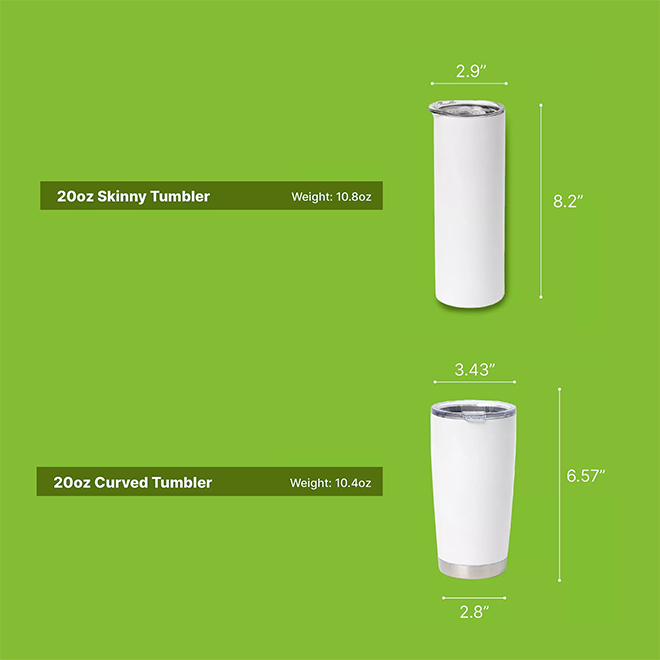 2.9”
20oz Skinny Tumbler Weight: 10.8oz
8.2”
3.43”
20oz Curved Tumbler Weight: 10.4oz
6.57”
2.8”